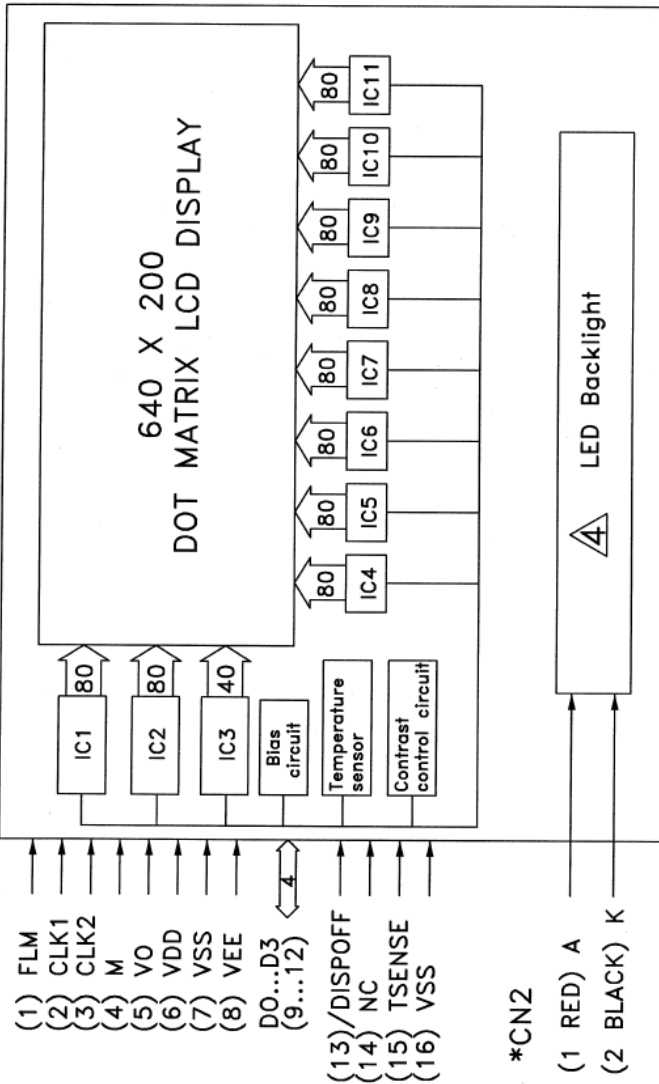 (1) FLM
(2) CLK1
(3) CLK2
(4) M
(5) VO
(6) VDD
(7) VSS
(8) VEE
DO...D3
(9...12)
4
(13)/DISPOFF
(14) NC
(15) TSENSE
(16) VSS
*CN2
(1 RED) A
(2 BLACK) K
IC1
80
IC2
80
IC3
40
Bias
circuit
Temperature
sensor
Contrast
control circuit
640 X 200
DOT MATRIX LCD DISPLAY
80
IC4
80
IC5
80
IC6
80
IC7
80
IC8
80
IC9
80
IC10
80
IC11
4
LED Backlight